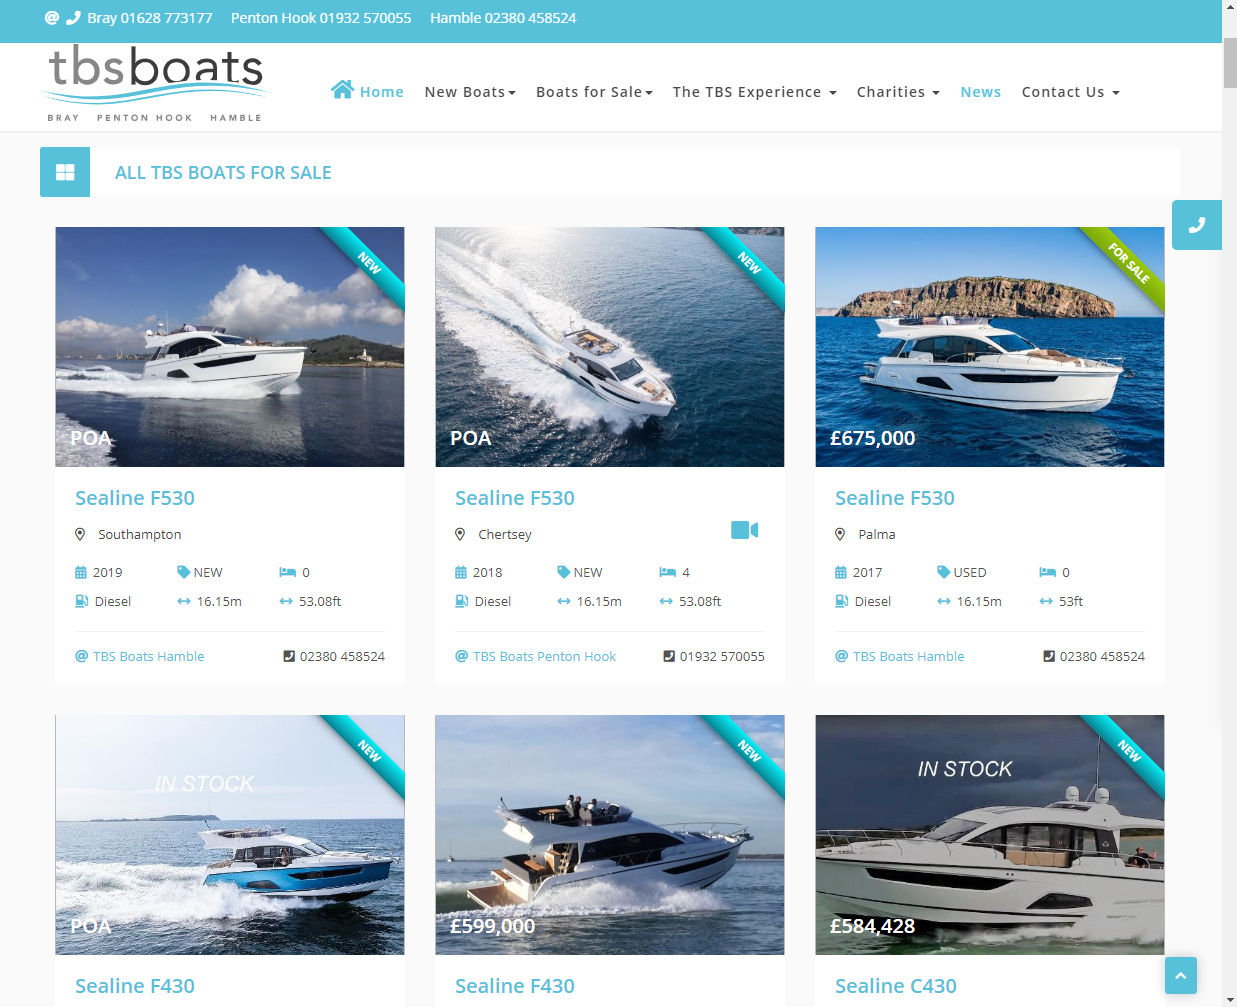 Bray 01628 773177 Penton Hook 01932 570055 Hamble 02380 458524
tbsboats
BRAY PENTON HOOK HAMBLE
Home New Boats Boats for Sale The TBS Experience Charities News Contact Us
ALL TBS BOATS FOR SALE
NEW
POA
Sealine F530
Southampton
2019 NEW 0
Diesel 16.15m 53.08ft
TBS Boats Hamble 02380 458524
NEW
POA
Sealine F530
Chertsey
2018 NEW 4
Diesel 16.15m 53.08ft
TBS Boats Penton Hook 01932 570055
FOR SALE
£675,000
Sealine F530
Palma
2017 USED 0
Diesel 16.15m 53ft
TBS Boats Hamble 02380 458524
NEW
IN STOCK
POA
Sealine F430
NEW
£599,000
Sealine F430
NEW
IN STOCK
£584,428
Sealine C430